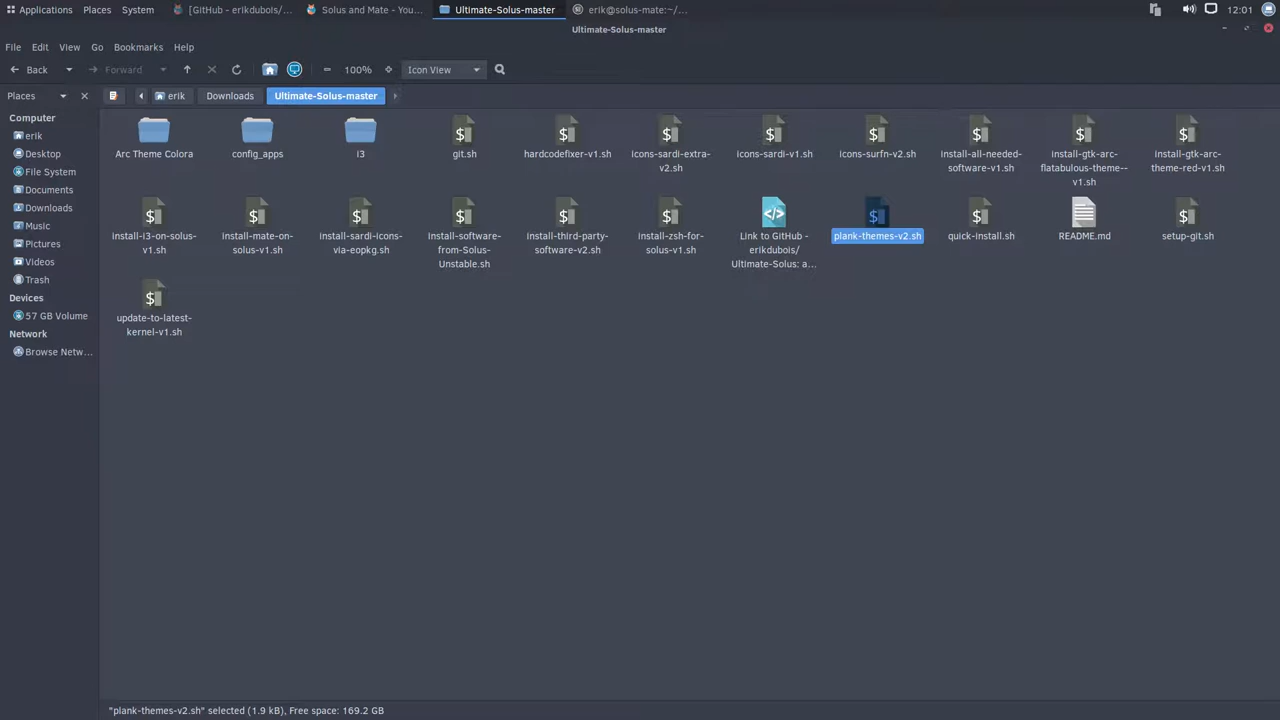 Applications Places System [GitHub - erikdubois/... Solus and Mate - You... Ultimate-Solus-master erik@solus-mate:~/... 12:01
Ultimate-Solus-master
File Edit View Go Bookmarks Help
Back Forward 100% Icon View
Places erik Downloads Ultimate-Solus-master
Computer
erik
Desktop
File System
Documents
Downloads
Music
Pictures
Videos
Trash
Devices
57 GB Volume
Network
Browse Netw...
Arc Theme Colora
config_apps
i3
git.sh
hardcodefixer-v1.sh
icons-sardi-extra-
v2.sh
icons-sardi-v1.sh
icons-surfn-v2.sh
install-all-needed-
software-v1.sh
install-gtk-arc-
flatabulous-theme--
v1.sh
install-gtk-arc-
theme-red-v1.sh
install-i3-on-solus-
v1.sh
install-mate-on-
solus-v1.sh
install-sardi-icons-
via-eopkg.sh
install-software-
from-Solus-
Unstable.sh
install-third-party-
software-v2.sh
install-zsh-for-
solus-v1.sh
Link to GitHub -
erikdubois/
Ultimate-Solus: a...
plank-themes-v2.sh
quick-install.sh
README.md
setup-git.sh
update-to-latest-
kernel-v1.sh
"plank-themes-v2.sh" selected (1.9 kB), Free space: 169.2 GB